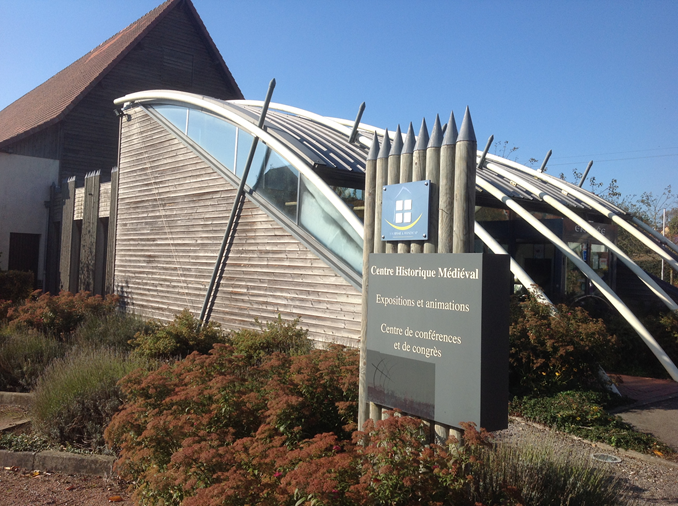 Centre Historique Médiéval
Expositions et animations
Centre de conférences
et de congrès